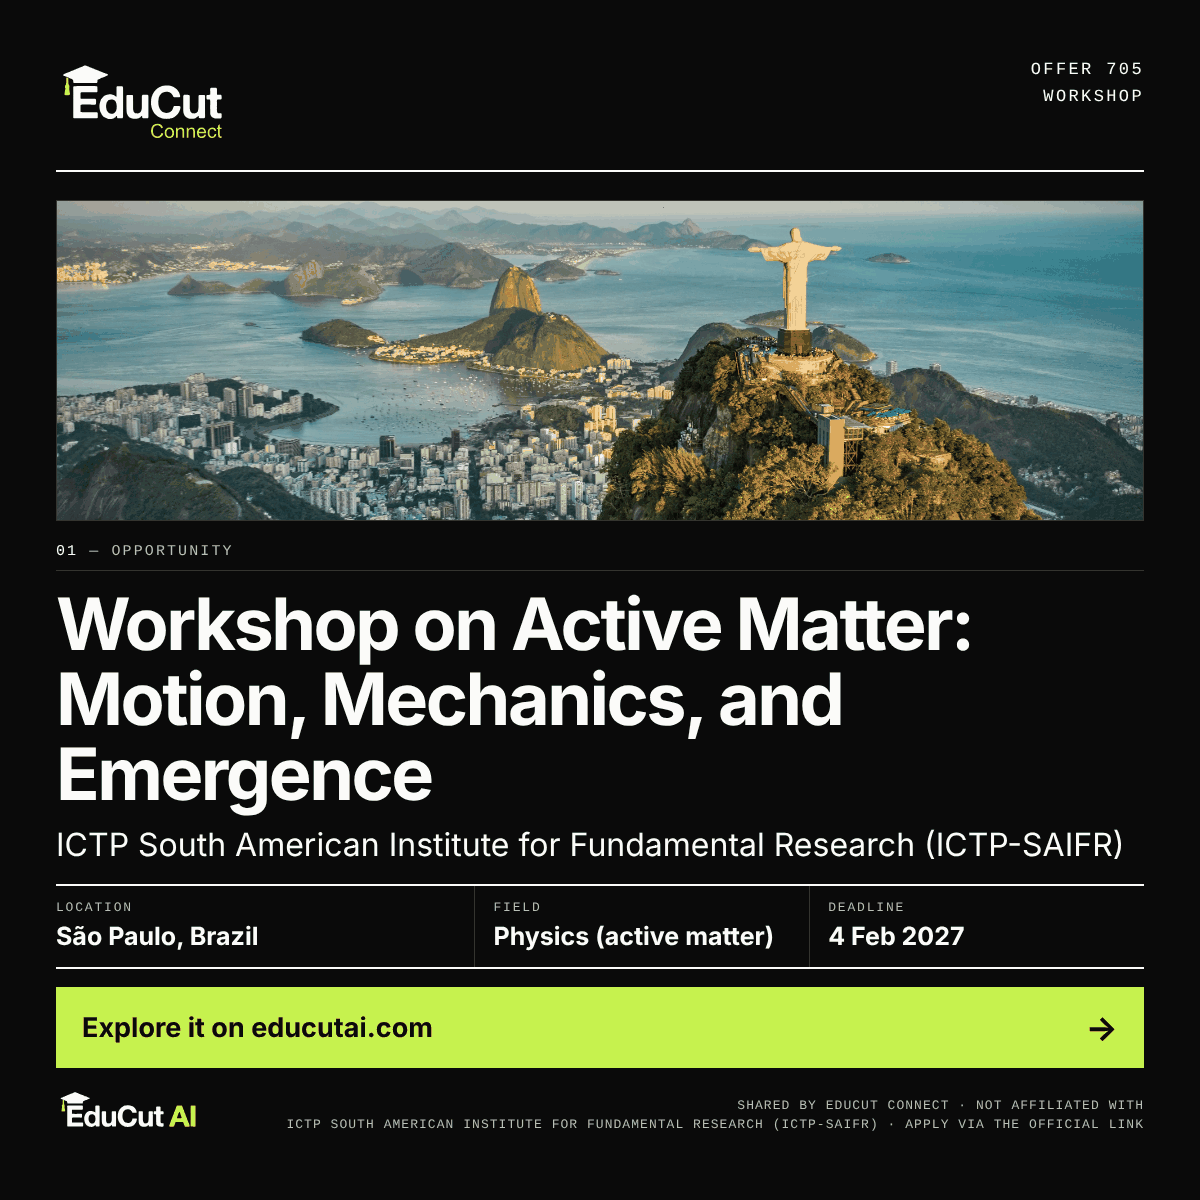 EduCut
Connect
OFFER 705
WORKSHOP
01 — OPPORTUNITY
Workshop on Active Matter:
Motion, Mechanics, and
Emergence
ICTP South American Institute for Fundamental Research (ICTP-SAIFR)
LOCATION
São Paulo, Brazil
FIELD
Physics (active matter)
DEADLINE
4 Feb 2027
Explore it on educutai.com →
EduCut AI
SHARED BY EDUCUT CONNECT · NOT AFFILIATED WITH
ICTP SOUTH AMERICAN INSTITUTE FOR FUNDAMENTAL RESEARCH (ICTP-SAIFR) · APPLY VIA THE OFFICIAL LINK